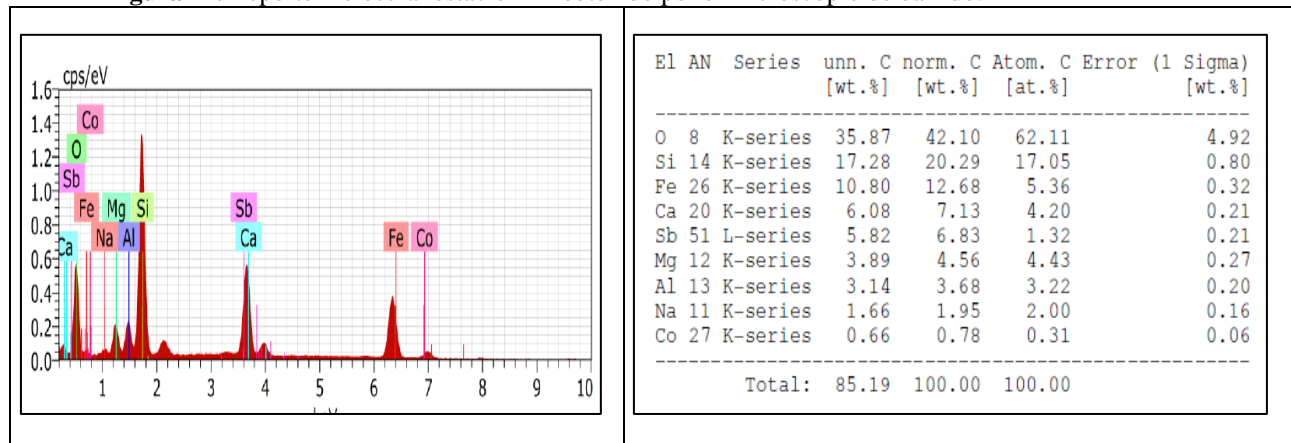 cps/eV
1.6
1.4
1.2
1.0
0.8
0.6
0.4
0.2
0.0
Co
O
Sb
Fe Mg Si
Ca Na Al
Sb
Ca
Fe Co
1 2 3 4 5 6 7 8 9 10
El AN Series unn. C norm. C Atom. C Error (1 Sigma)
[wt.%] [wt.%] [at.%] [wt.%]
O 8 K-series 35.87 42.10 62.11 4.92
Si 14 K-series 17.28 20.29 17.05 0.80
Fe 26 K-series 10.80 12.68 5.36 0.32
Ca 20 K-series 6.08 7.13 4.20 0.21
Sb 51 L-series 5.82 6.83 1.32 0.21
Mg 12 K-series 3.89 4.56 4.43 0.27
Al 13 K-series 3.14 3.68 3.22 0.20
Na 11 K-series 1.66 1.95 2.00 0.16
Co 27 K-series 0.66 0.78 0.31 0.06
Total: 85.19 100.00 100.00